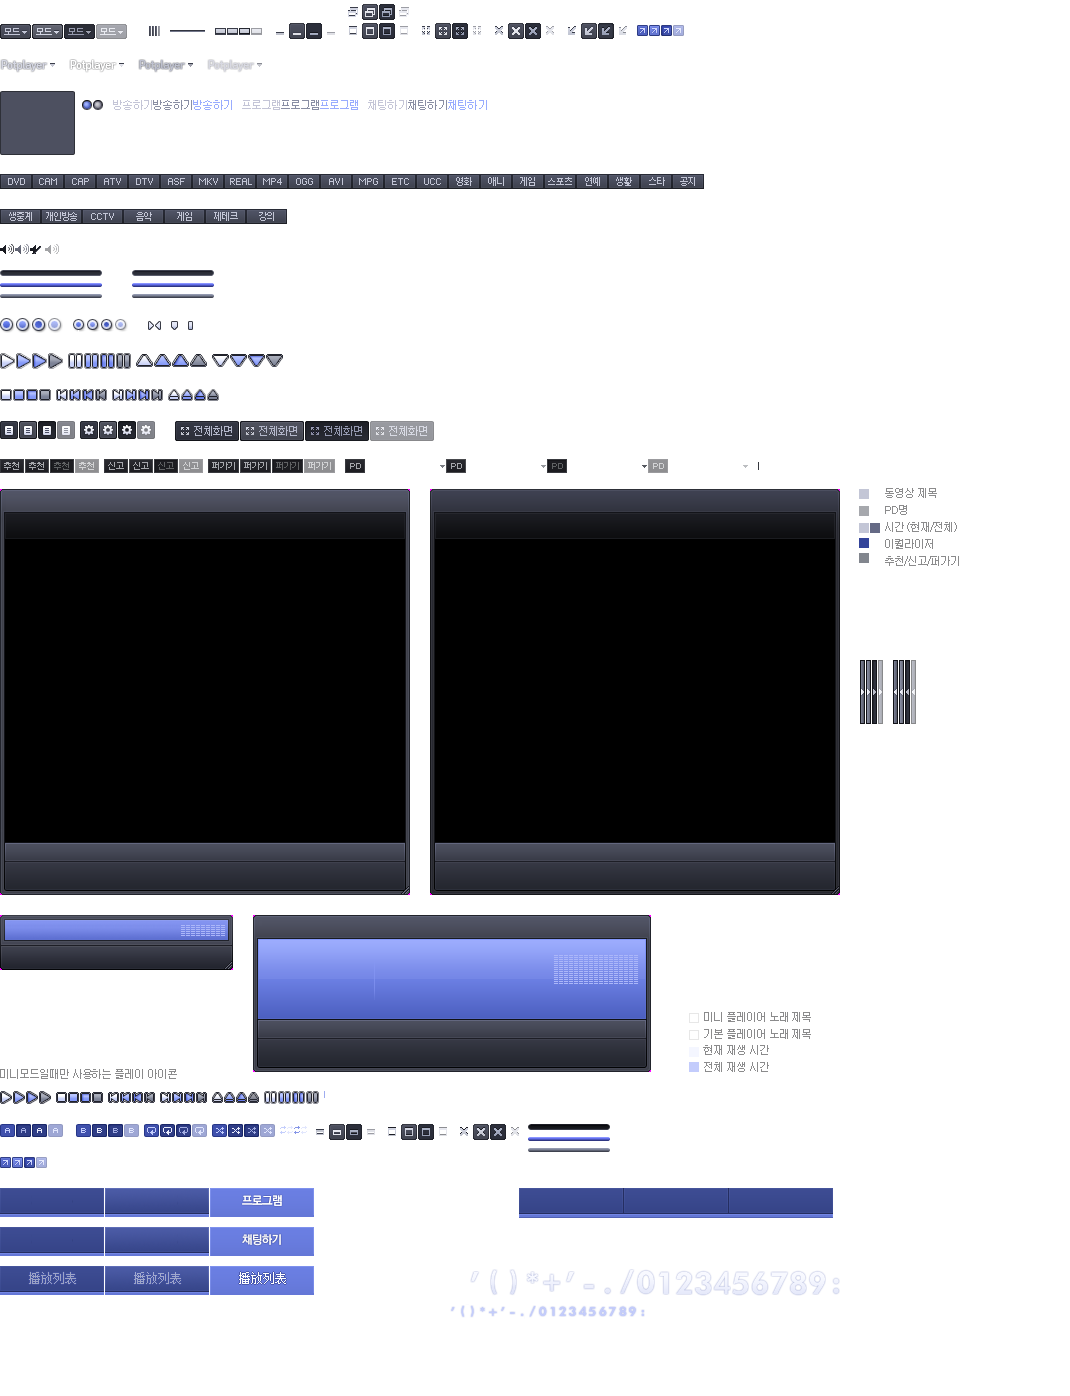 모드 모드 모드 모드
Potplayer Potplayer Potplayer Potplayer
방송하기 방송하기 방송하기 프로그램 프로그램 프로그램 채팅하기 채팅하기 채팅하기
DVD CAM CAP ATV DTV ASF MKV REAL MP4 OGG AVI MPG ETC UCC 영화 애니 게임 스포츠 연예 생활 스타 공지
생중계 개인방송 CCTV 음악 게임 재테크 강의
전체화면 전체화면 전체화면 전체화면
추천 추천 추천 추천 신고 신고 신고 신고 퍼가기 퍼가기 퍼가기 퍼가기 PD PD PD PD
동영상 제목
PD명
시간 (현재/전체)
이퀄라이저
추천/신고/퍼가기
미니 플레이어 노래 제목
기본 플레이어 노래 제목
현재 재생 시간
전체 재생 시간
미니모드일때만 사용하는 플레이 아이콘
A A A A B B B B
프로그램
채팅하기
播放列表 播放列表 播放列表
'()*+'-./0123456789:
'()*+'-./0123456789: